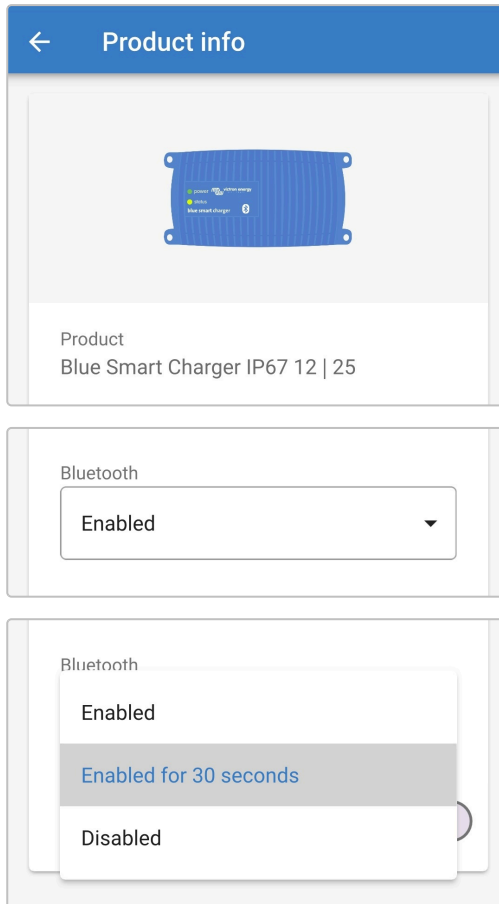 Product info
power victron energy
status
blue smart charger
Product
Blue Smart Charger IP67 12 | 25
Bluetooth
Enabled
Bluetooth
Enabled
Enabled for 30 seconds
Disabled